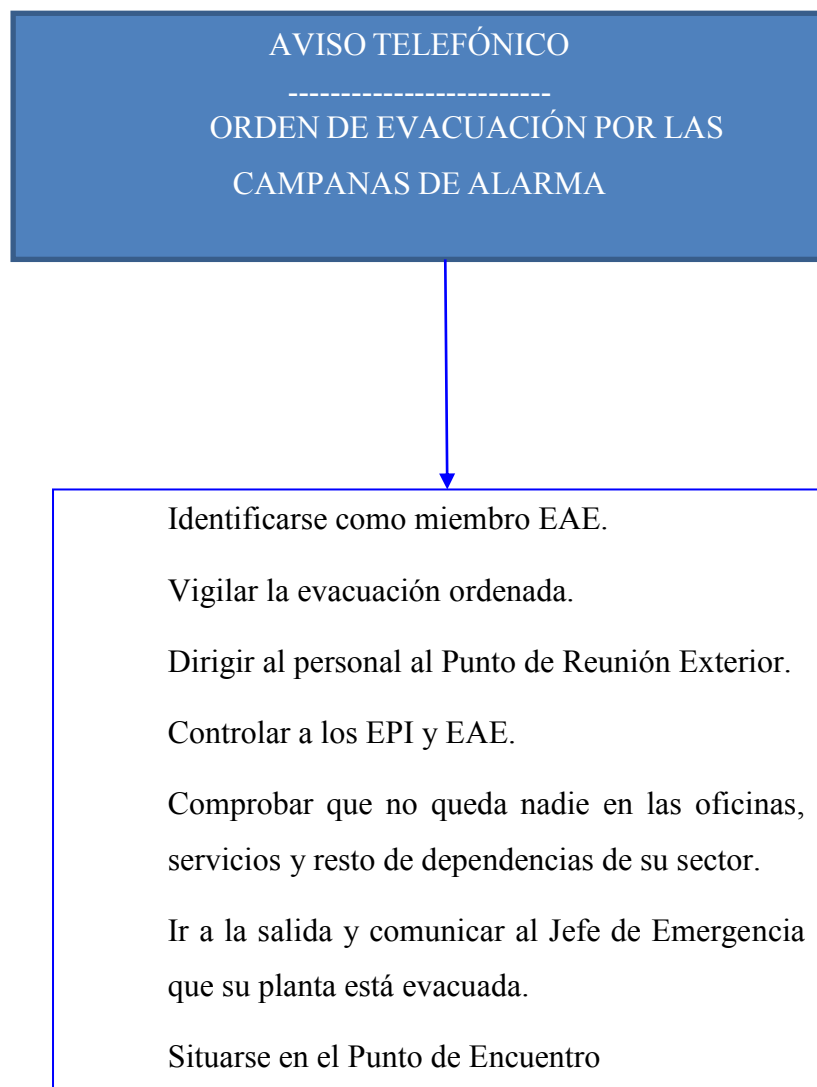 AVISO TELEFÓNICO
-------------------------
ORDEN DE EVACUACIÓN POR LAS
CAMPANAS DE ALARMA
Identificarse como miembro EAE.
Vigilar la evacuación ordenada.
Dirigir al personal al Punto de Reunión Exterior.
Controlar a los EPI y EAE.
Comprobar que no queda nadie en las oficinas,
servicios y resto de dependencias de su sector.
Ir a la salida y comunicar al Jefe de Emergencia
que su planta está evacuada.
Situarse en el Punto de Encuentro